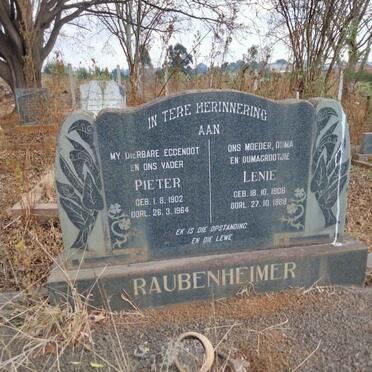 IN TERE HERINNERING
AAN
MY DIERBARE EGGENOOT
EN ONS VADER
PIETER
GEB. 1. 8. 1902
OORL. 26. 3. 1964
ONS MOEDER, OUMA
EN OUMAGROOTJIE
LENIE
GEB. 18. 10. 1906
OORL. 27. 10.
EK IS DIE OPSTANDING
EN DIE LEWE
RAUBENHEIMER